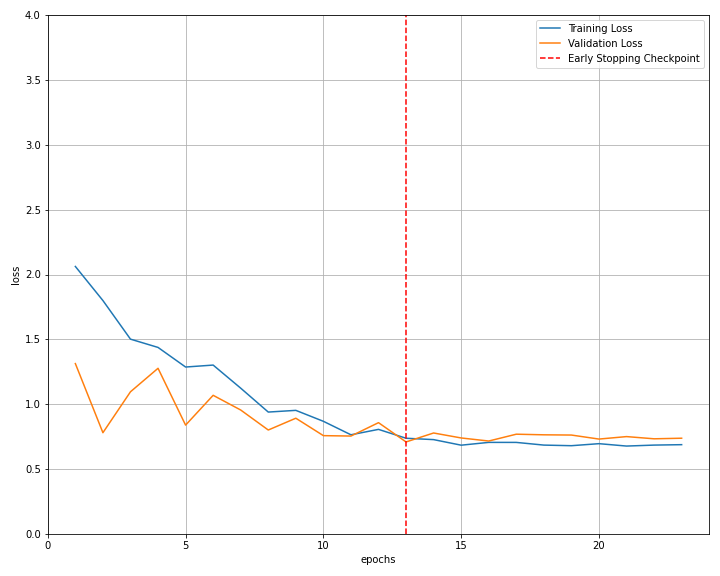 4.0
3.5
3.0
2.5
2.0
1.5
1.0
0.5
0.0
loss
Training Loss
Validation Loss
Early Stopping Checkpoint
0 5 10 15 20
epochs